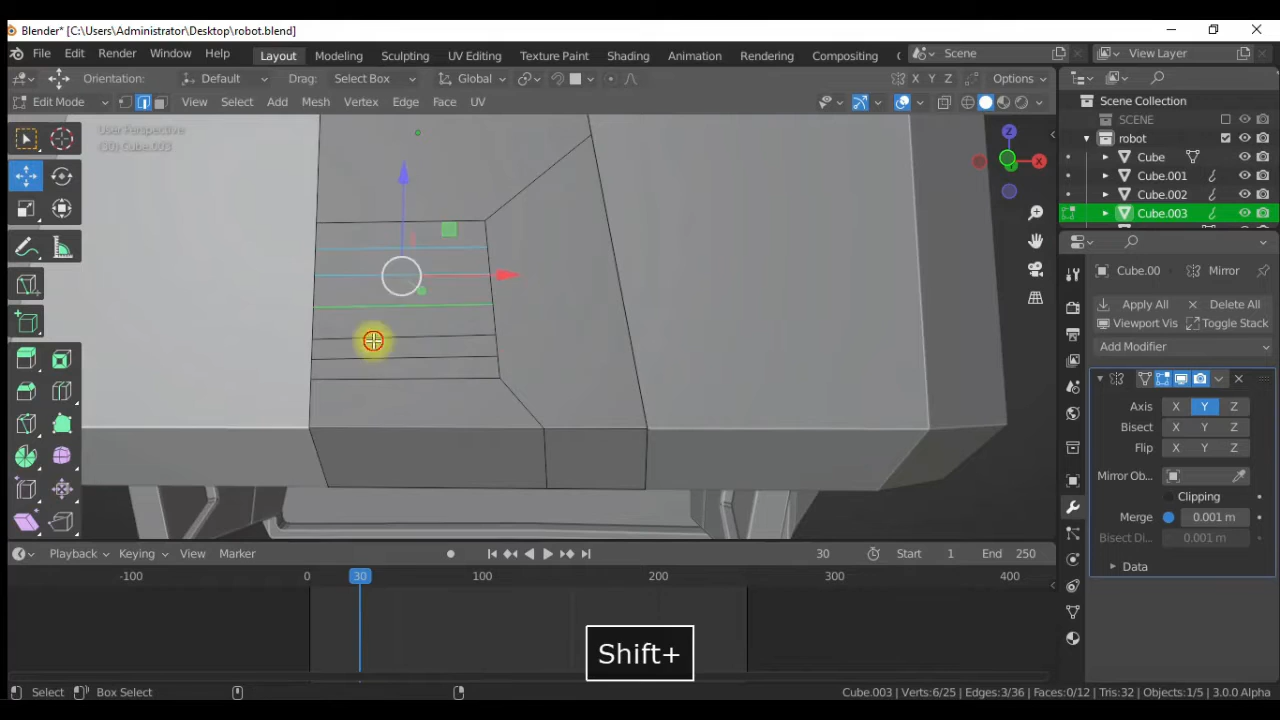 Blender* [C:\Users\Administrator\Desktop\robot.blend]
File Edit Render Window Help Layout Modeling Sculpting UV Editing Texture Paint Shading Animation Rendering Compositing Scene View Layer
Orientation: Default Drag: Select Box Global X Y Z Options
Edit Mode View Select Add Mesh Vertex Edge Face UV
Scene Collection
SCENE
robot
Cube
Cube.001
Cube.002
Cube.003
User Perspective
(30) Cube.003
Z
X
Cube.00 Mirror
Apply All Delete All
Viewport Vis Toggle Stack
Add Modifier
Axis X Y Z
Bisect X Y Z
Flip X Y Z
Mirror Ob...
Clipping
Merge 0.001 m
Bisect Di... 0.001 m
Data
Playback Keying View Marker 30 Start 1 End 250
-100 0 30 100 200 300 400
Shift+
Select Box Select Cube.003 | Verts:6/25 | Edges:3/36 | Faces:0/12 | Tris:32 | Objects:1/5 | 3.0.0 Alpha